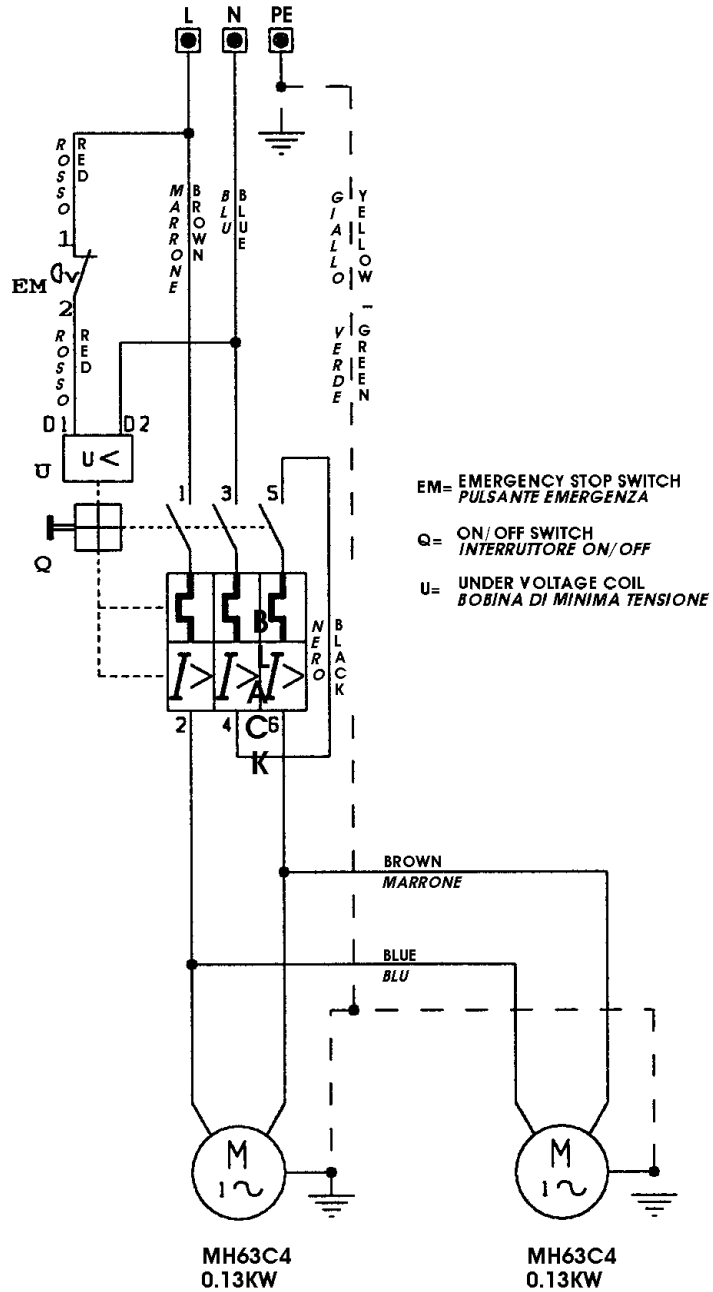 L N PE
ROSSO
RED
MARRONE
BROWN
BLU
BLUE
GIALLO
YELLOW -
VERDE
GREEN
1
EM
2
ROSSO
RED
D1 D2
U
U<
1 3 5
Q
EM= EMERGENCY STOP SWITCH
PULSANTE EMERGENZA
Q= ON/OFF SWITCH
INTERRUTTORE ON/OFF
U= UNDER VOLTAGE COIL
BOBINA DI MINIMA TENSIONE
BLACK
NERO
BLACK
I> I> I>
2 4 6
BROWN
MARRONE
BLUE
BLU
M
1~
M
1~
MH63C4
0.13KW
MH63C4
0.13KW